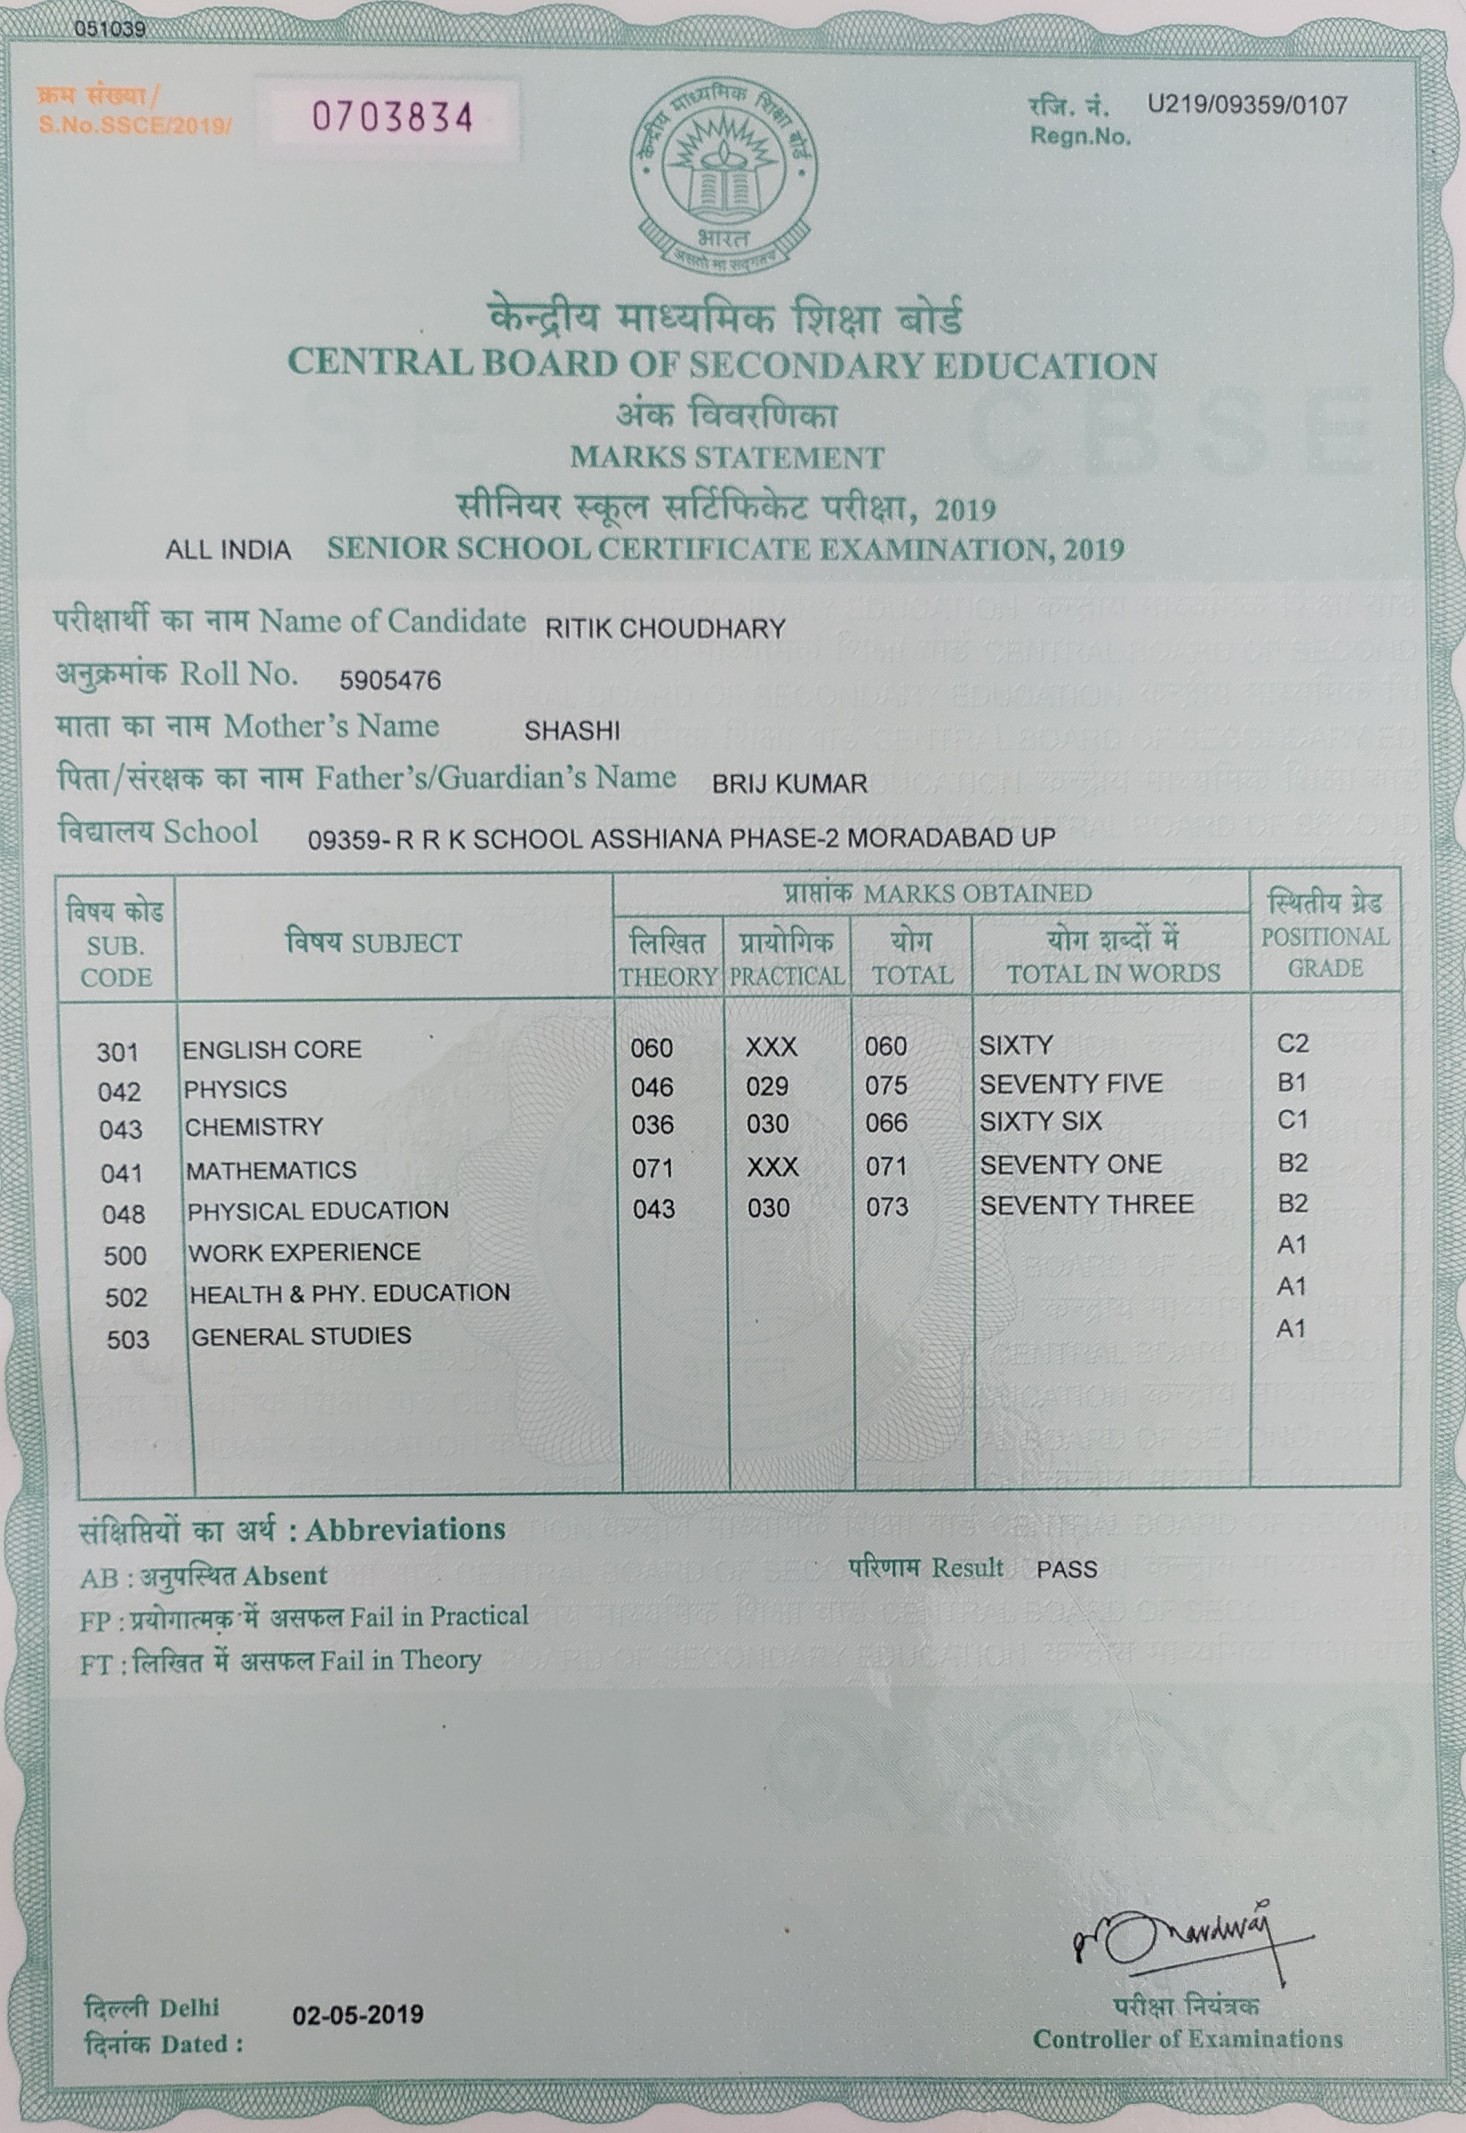 051039
क्रम संख्या/
S.No.SSCE/2019/
0703834
रजि. नं. U219/09359/0107
Regn.No.
केन्द्रीय माध्यमिक शिक्षा बोर्ड
भारत
असतो मा सद्गमय
केन्द्रीय माध्यमिक शिक्षा बोर्ड
CENTRAL BOARD OF SECONDARY EDUCATION
CBSE
अंक विवरणिका
MARKS STATEMENT
सीनियर स्कूल सर्टिफिकेट परीक्षा, 2019
ALL INDIA SENIOR SCHOOL CERTIFICATE EXAMINATION, 2019
परीक्षार्थी का नाम Name of Candidate RITIK CHOUDHARY
अनुक्रमांक Roll No. 5905476
माता का नाम Mother's Name SHASHI
पिता/संरक्षक का नाम Father's/Guardian's Name BRIJ KUMAR
विद्यालय School 09359- R R K SCHOOL ASSHIANA PHASE-2 MORADABAD UP
विषय कोड SUB. CODE विषय SUBJECT प्राप्तांक MARKS OBTAINED स्थितीय ग्रेड POSITIONAL GRADE
लिखित THEORY प्रायोगिक PRACTICAL योग TOTAL योग शब्दों में TOTAL IN WORDS
301 ENGLISH CORE 060 XXX 060 SIXTY C2
042 PHYSICS 046 029 075 SEVENTY FIVE B1
043 CHEMISTRY 036 030 066 SIXTY SIX C1
041 MATHEMATICS 071 XXX 071 SEVENTY ONE B2
048 PHYSICAL EDUCATION 043 030 073 SEVENTY THREE B2
500 WORK EXPERIENCE A1
502 HEALTH & PHY. EDUCATION A1
503 GENERAL STUDIES A1
संक्षिप्तियों का अर्थ : Abbreviations
AB : अनुपस्थित Absent
परिणाम Result PASS
FP : प्रयोगात्मक में असफल Fail in Practical
FT : लिखित में असफल Fail in Theory
दिल्ली Delhi
दिनांक Dated : 02-05-2019
परीक्षा नियंत्रक
Controller of Examinations